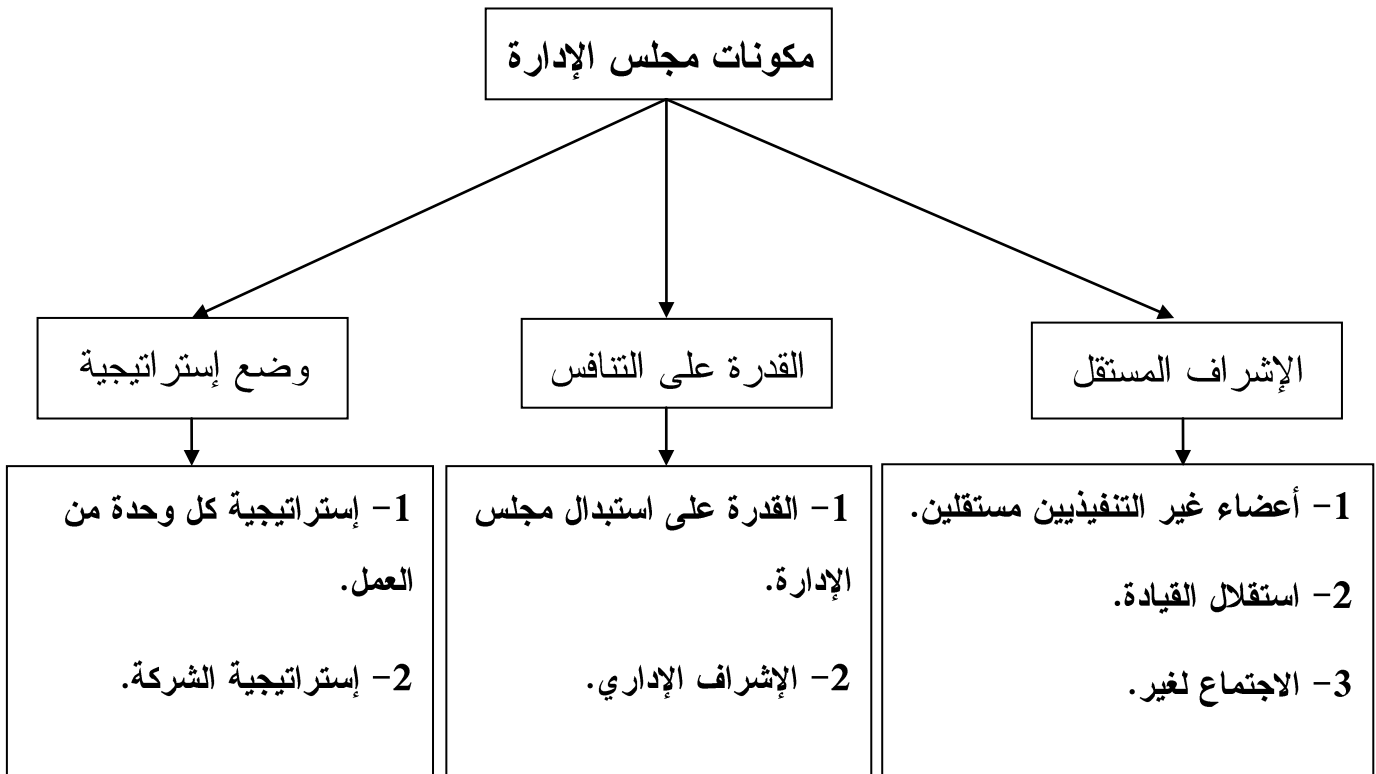 مكونات مجلس الإدارة
الإشراف المستقل
القدرة على التنافس
وضع إستراتيجية
1- أعضاء غير التنفيذيين مستقلين.
2- استقلال القيادة.
3- الاجتماع لغير.
1- القدرة على استبدال مجلس
الإدارة.
2- الإشراف الإداري.
1- إستراتيجية كل وحدة من
العمل.
2- إستراتيجية الشركة.